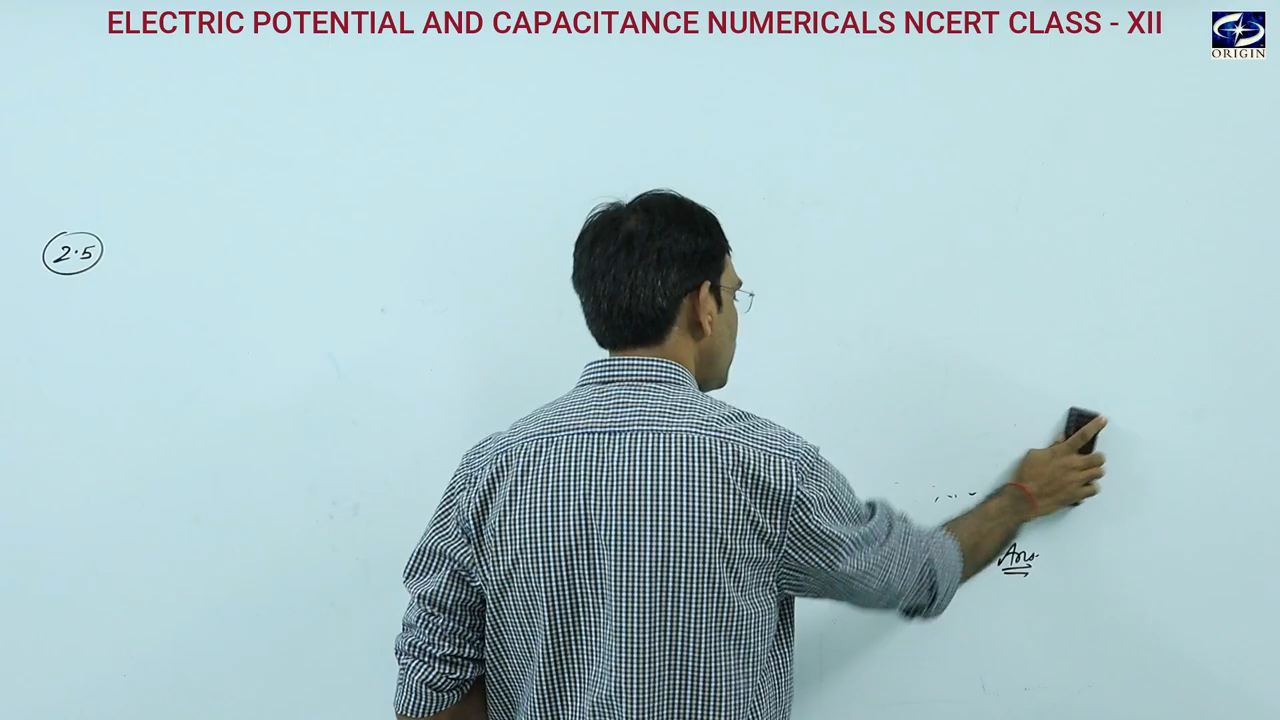 ELECTRIC POTENTIAL AND CAPACITANCE NUMERICALS NCERT CLASS - XII
ORIGIN
2.5
Ans